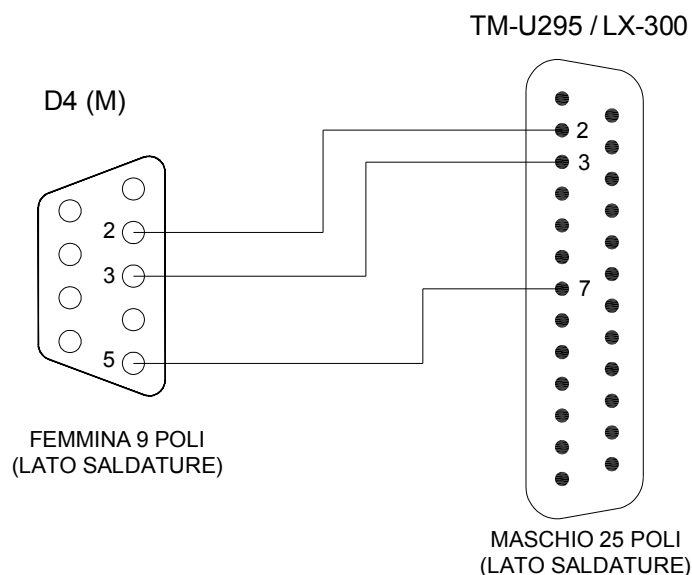 TM-U295 / LX-300
D4 (M)
2
3
5
2
3
7
FEMMINA 9 POLI
(LATO SALDATURE)
MASCHIO 25 POLI
(LATO SALDATURE)